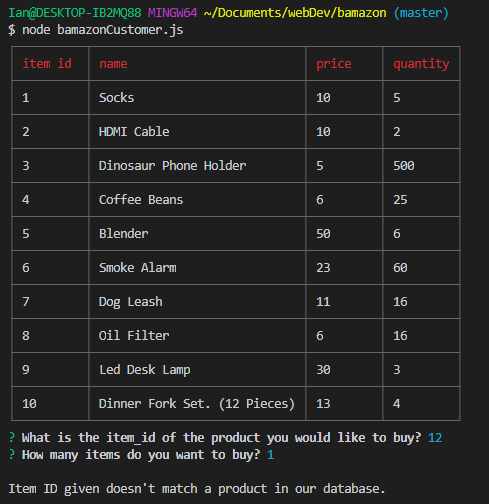 Ian@DESKTOP-IB2MQ88 MINGW64 ~/Documents/webDev/bamazon (master)
$ node bamazonCustomer.js
item id name price quantity
1 Socks 10 5
2 HDMI Cable 10 2
3 Dinosaur Phone Holder 5 500
4 Coffee Beans 6 25
5 Blender 50 6
6 Smoke Alarm 23 60
7 Dog Leash 11 16
8 Oil Filter 6 16
9 Led Desk Lamp 30 3
10 Dinner Fork Set. (12 Pieces) 13 4
? What is the item_id of the product you would like to buy? 12
? How many items do you want to buy? 1
Item ID given doesn't match a product in our database.